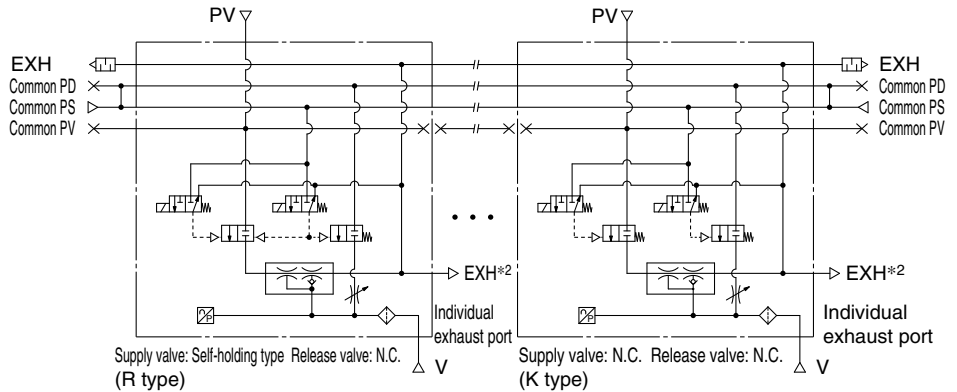 PV
PV
EXH
EXH
Common PD
Common PD
Common PS
Common PS
Common PV
Common PV
• • •
EXH*2
EXH*2
P
P
Individual
exhaust port
Individual
exhaust port
Supply valve: Self-holding type Release valve: N.C.
V
(R type)
Supply valve: N.C. Release valve: N.C.
V
(K type)